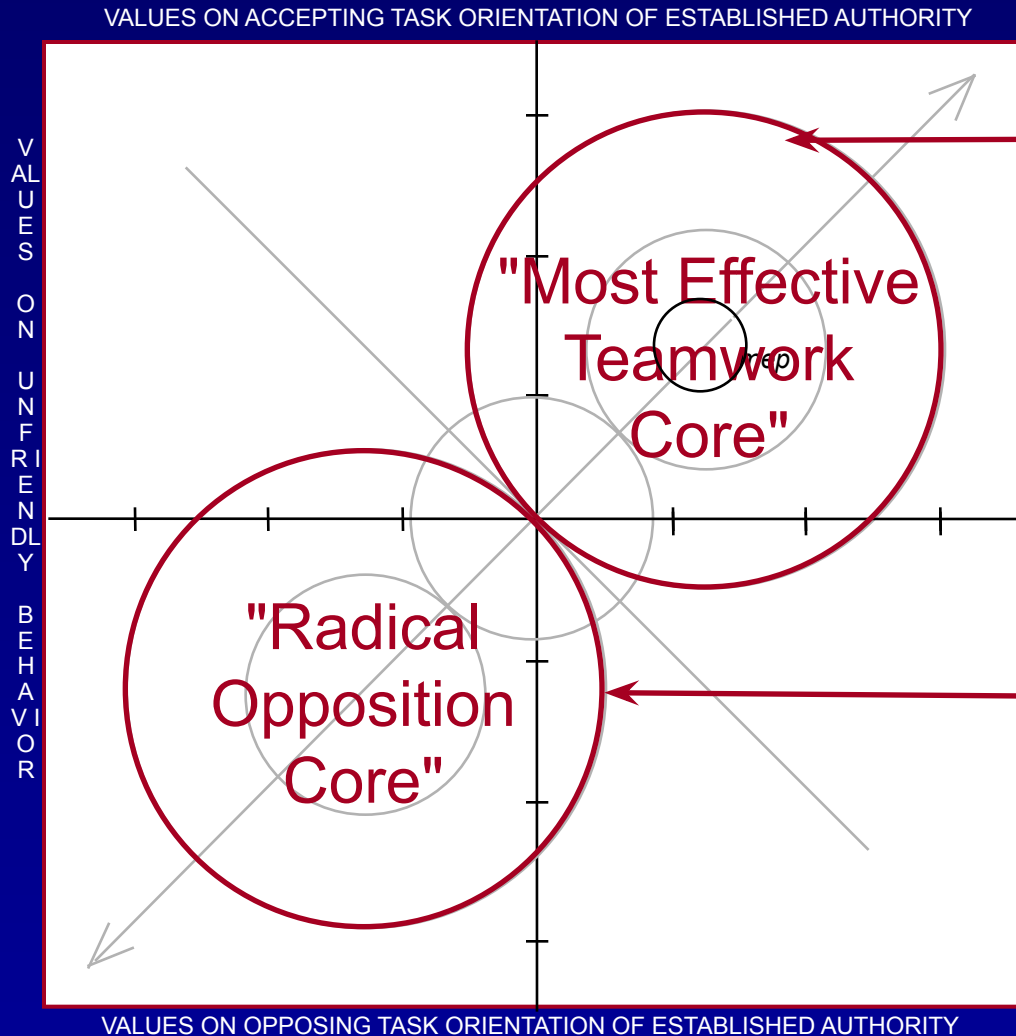 VALUES ON ACCEPTING TASK ORIENTATION OF ESTABLISHED AUTHORITY
VALUES ON UNFRIENDLY BEHAVIOR
"Most Effective
Teamwork
mep
Core"
"Radical
Opposition
Core"
VALUES ON OPPOSING TASK ORIENTATION OF ESTABLISHED AUTHORITY